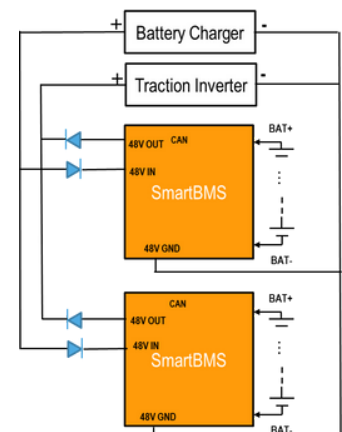 + Battery Charger -
+ Traction Inverter -
48V OUT CAN BAT+
48V IN
SmartBMS
48V GND BAT-
CAN BAT+
48V OUT
48V IN
SmartBMS
48V GND BAT-